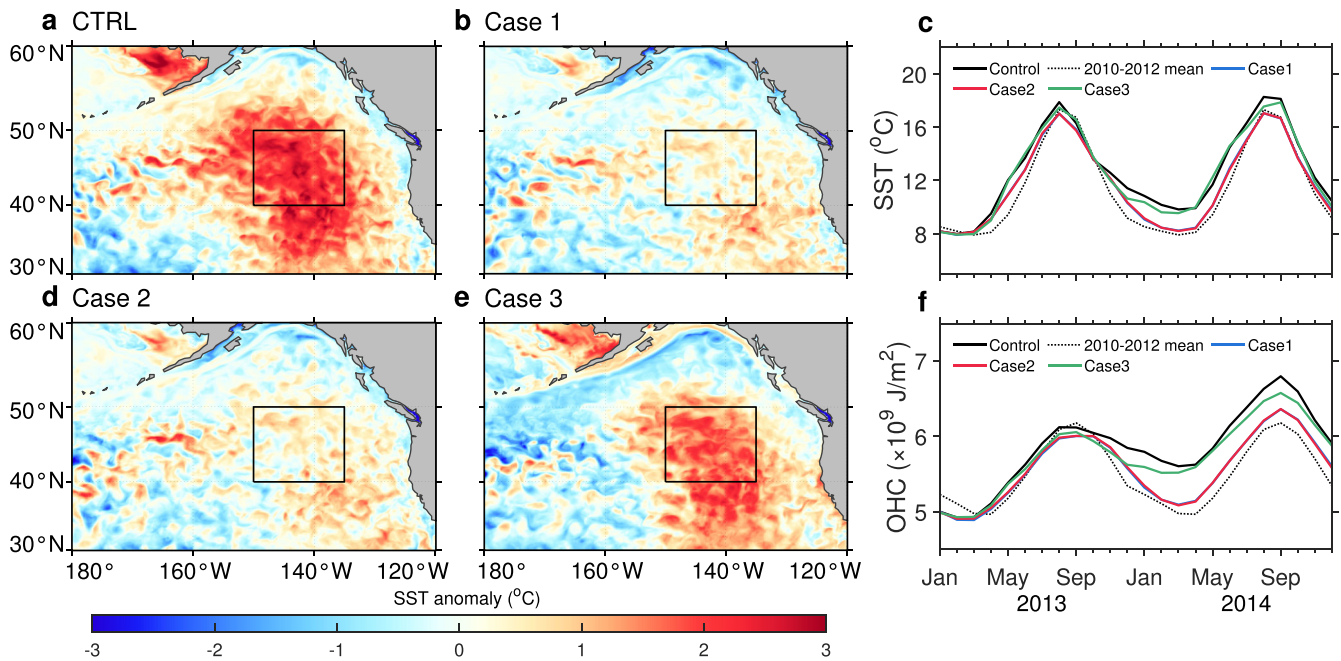 a CTRL
60°N
50°N
40°N
30°N
b Case 1
c
20
16
12
8
SST (°C)
Control
2010-2012 mean
Case1
Case2
Case3
d Case 2
60°N
50°N
40°N
30°N
180°
160°W
140°W
120°W
e Case 3
180°
160°W
140°W
120°W
f
7
6
5
OHC (×10⁹ J/m²)
Control
2010-2012 mean
Case1
Case2
Case3
Jan May Sep Jan May Sep
2013 2014
SST anomaly (°C)
-3 -2 -1 0 1 2 3